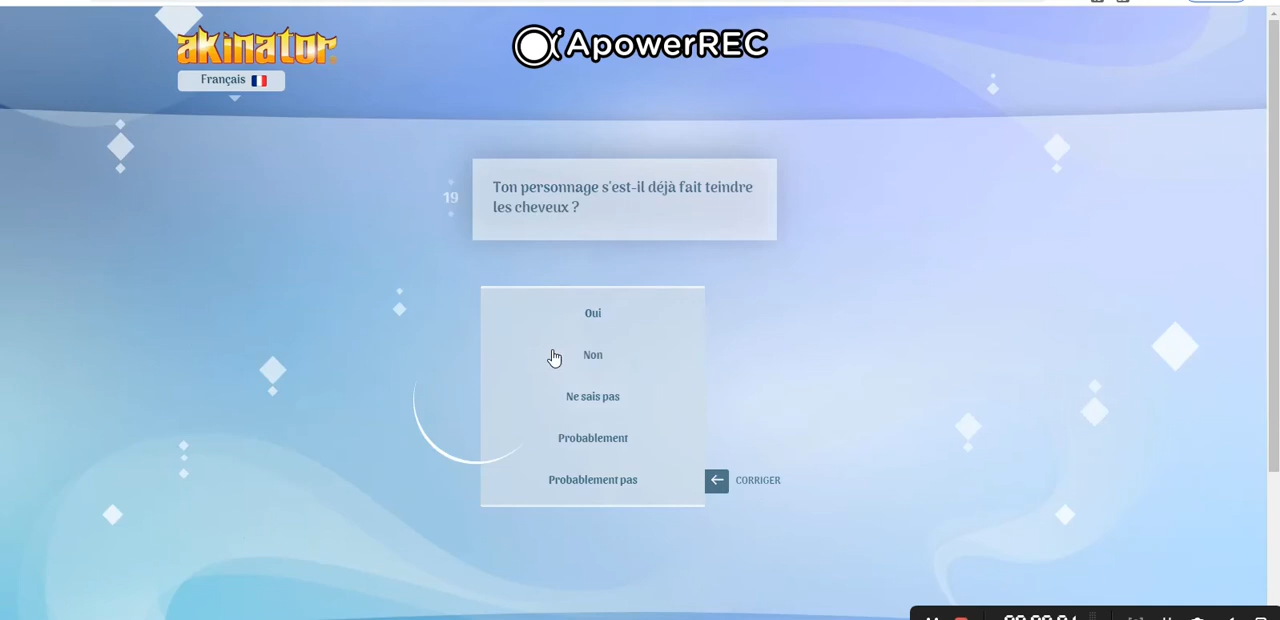 akinator
ApowerREC
Français
19
Ton personnage s'est-il déjà fait teindre
les cheveux ?
Oui
Non
Ne sais pas
Probablement
Probablement pas
CORRIGER